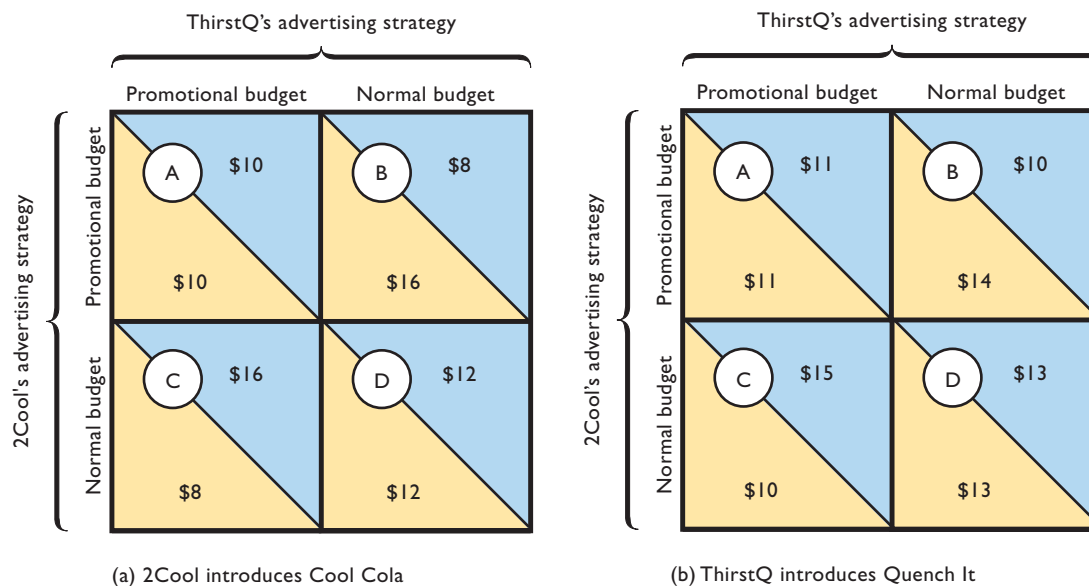 ThirstQ's advertising strategy
Promotional budget Normal budget
2Cool's advertising strategy
Promotional budget
Normal budget
A $10
$10
B $8
$16
C $16
$8
D $12
$12
(a) 2Cool introduces Cool Cola
ThirstQ's advertising strategy
Promotional budget Normal budget
2Cool's advertising strategy
Promotional budget
Normal budget
A $11
$11
B $10
$14
C $15
$10
D $13
$13
(b) ThirstQ introduces Quench It